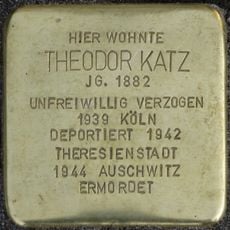 HIER WOHNTE
THEODOR KATZ
JG. 1882
UNFREIWILLIG VERZOGEN
1939 KÖLN
DEPORTIERT 1942
THERESIENSTADT
1944 AUSCHWITZ
ERMORDET